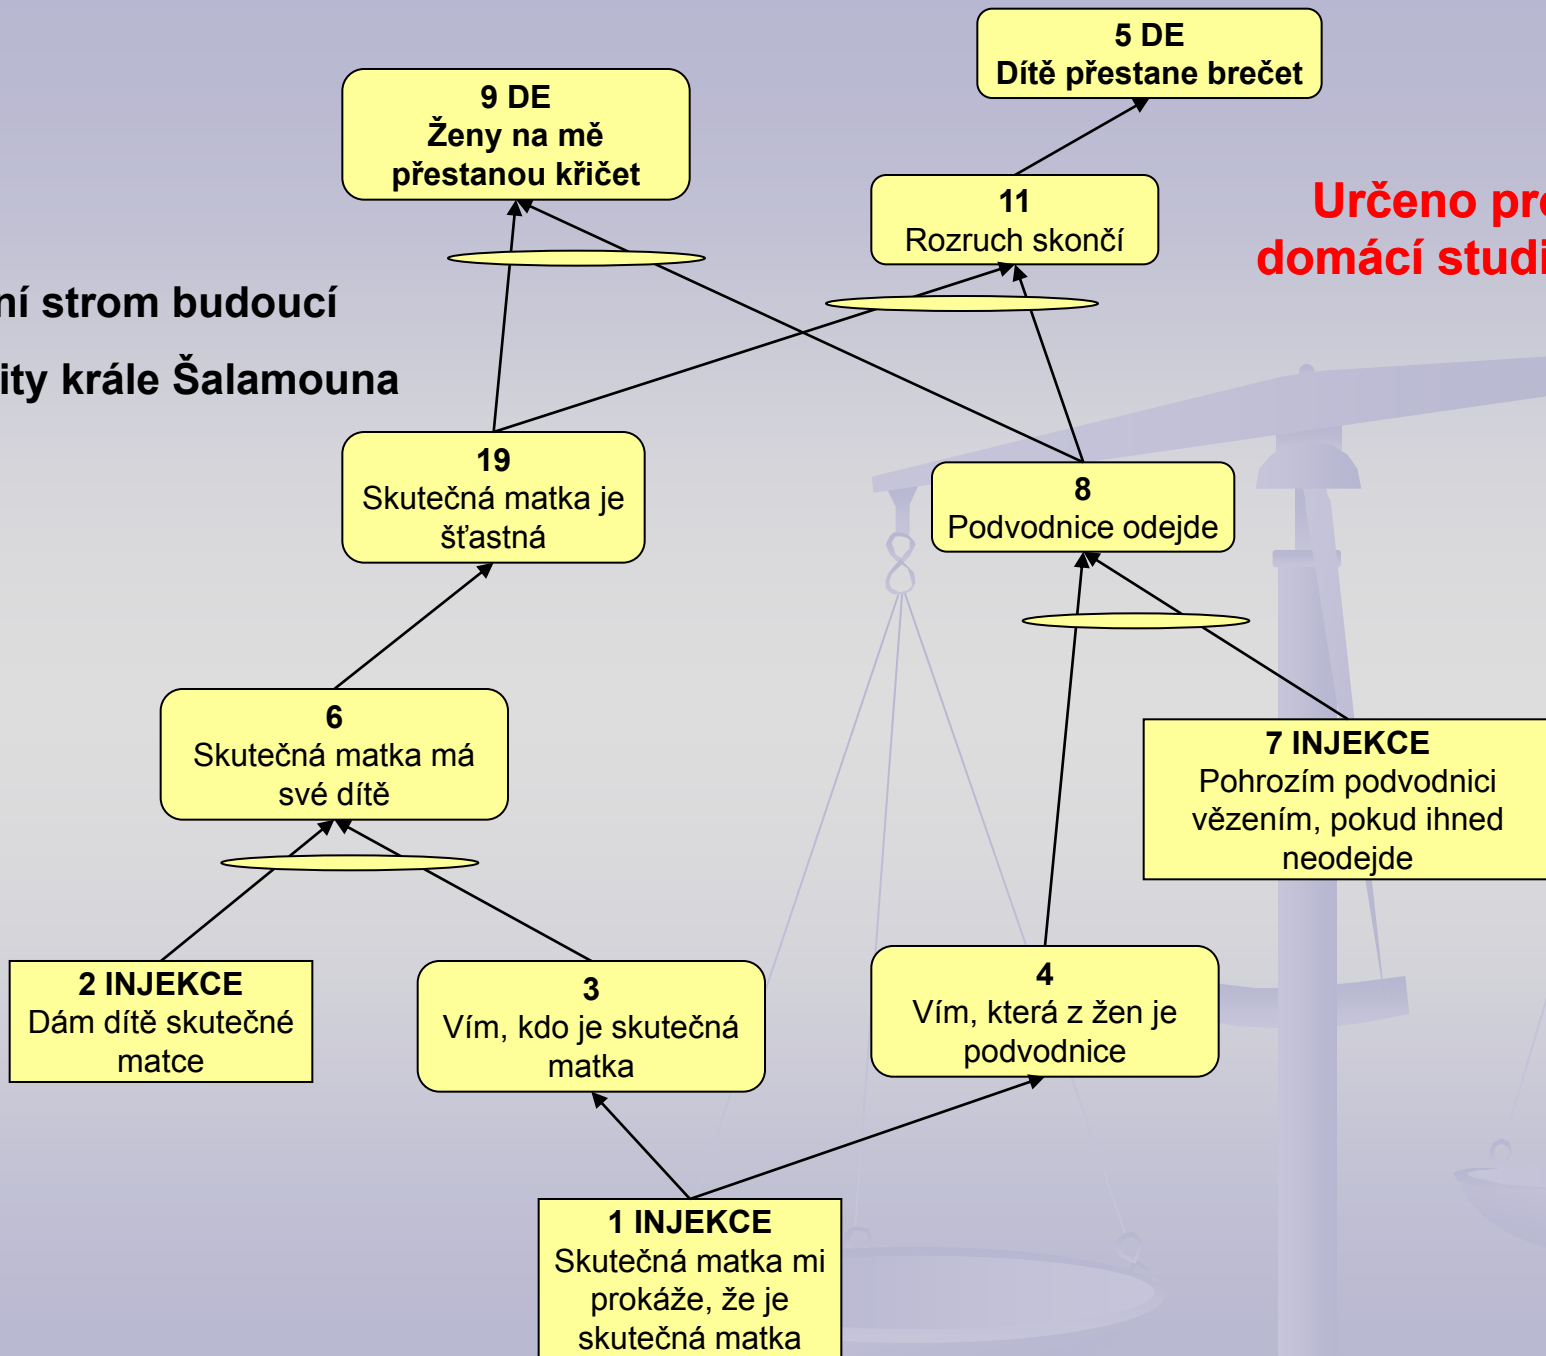 5 DE
Dítě přestane brečet
9 DE
Ženy na mě
přestanou křičet
11
Rozruch skončí
Určeno pro
domácí studi
ní strom budoucí
ity krále Šalamouna
19
Skutečná matka je
šťastná
8
Podvodnice odejde
6
Skutečná matka má
své dítě
7 INJEKCE
Pohrozím podvodnici
vězením, pokud ihned
neodejde
2 INJEKCE
Dám dítě skutečné
matce
3
Vím, kdo je skutečná
matka
4
Vím, která z žen je
podvodnice
1 INJEKCE
Skutečná matka mi
prokáže, že je
skutečná matka